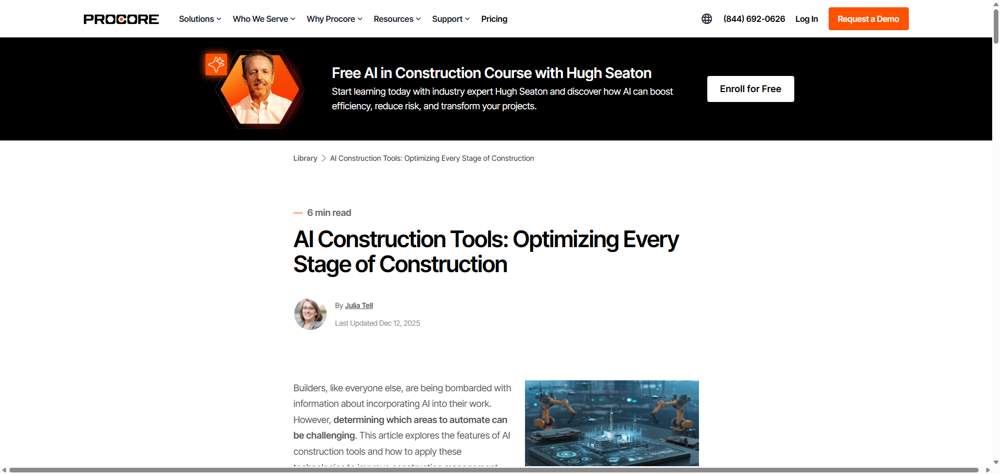 PROCORE
Solutions
Who We Serve
Why Procore
Resources
Support
Pricing
(844) 692-0626
Log In
Request a Demo
Free AI in Construction Course with Hugh Seaton
Start learning today with industry expert Hugh Seaton and discover how AI can boost
efficiency, reduce risk, and transform your projects.
Enroll for Free
Library
AI Construction Tools: Optimizing Every Stage of Construction
6 min read
AI Construction Tools: Optimizing Every
Stage of Construction
By Julia Tell
Last Updated Dec 12, 2025
Builders, like everyone else, are being bombarded with
information about incorporating AI into their work.
However, determining which areas to automate can
be challenging. This article explores the features of AI
construction tools and how to apply these
technologies to improve construction management